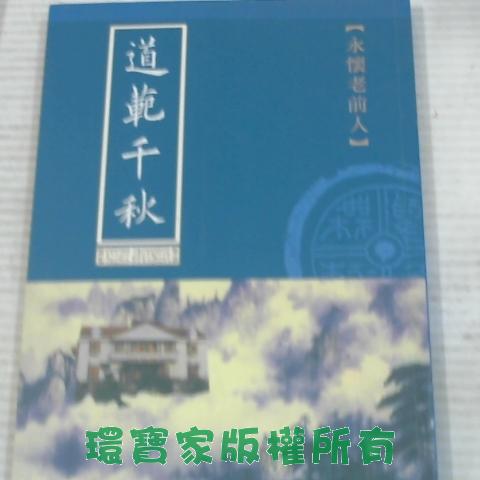 【永懷老前人】
道範千秋
環寶家版權所有